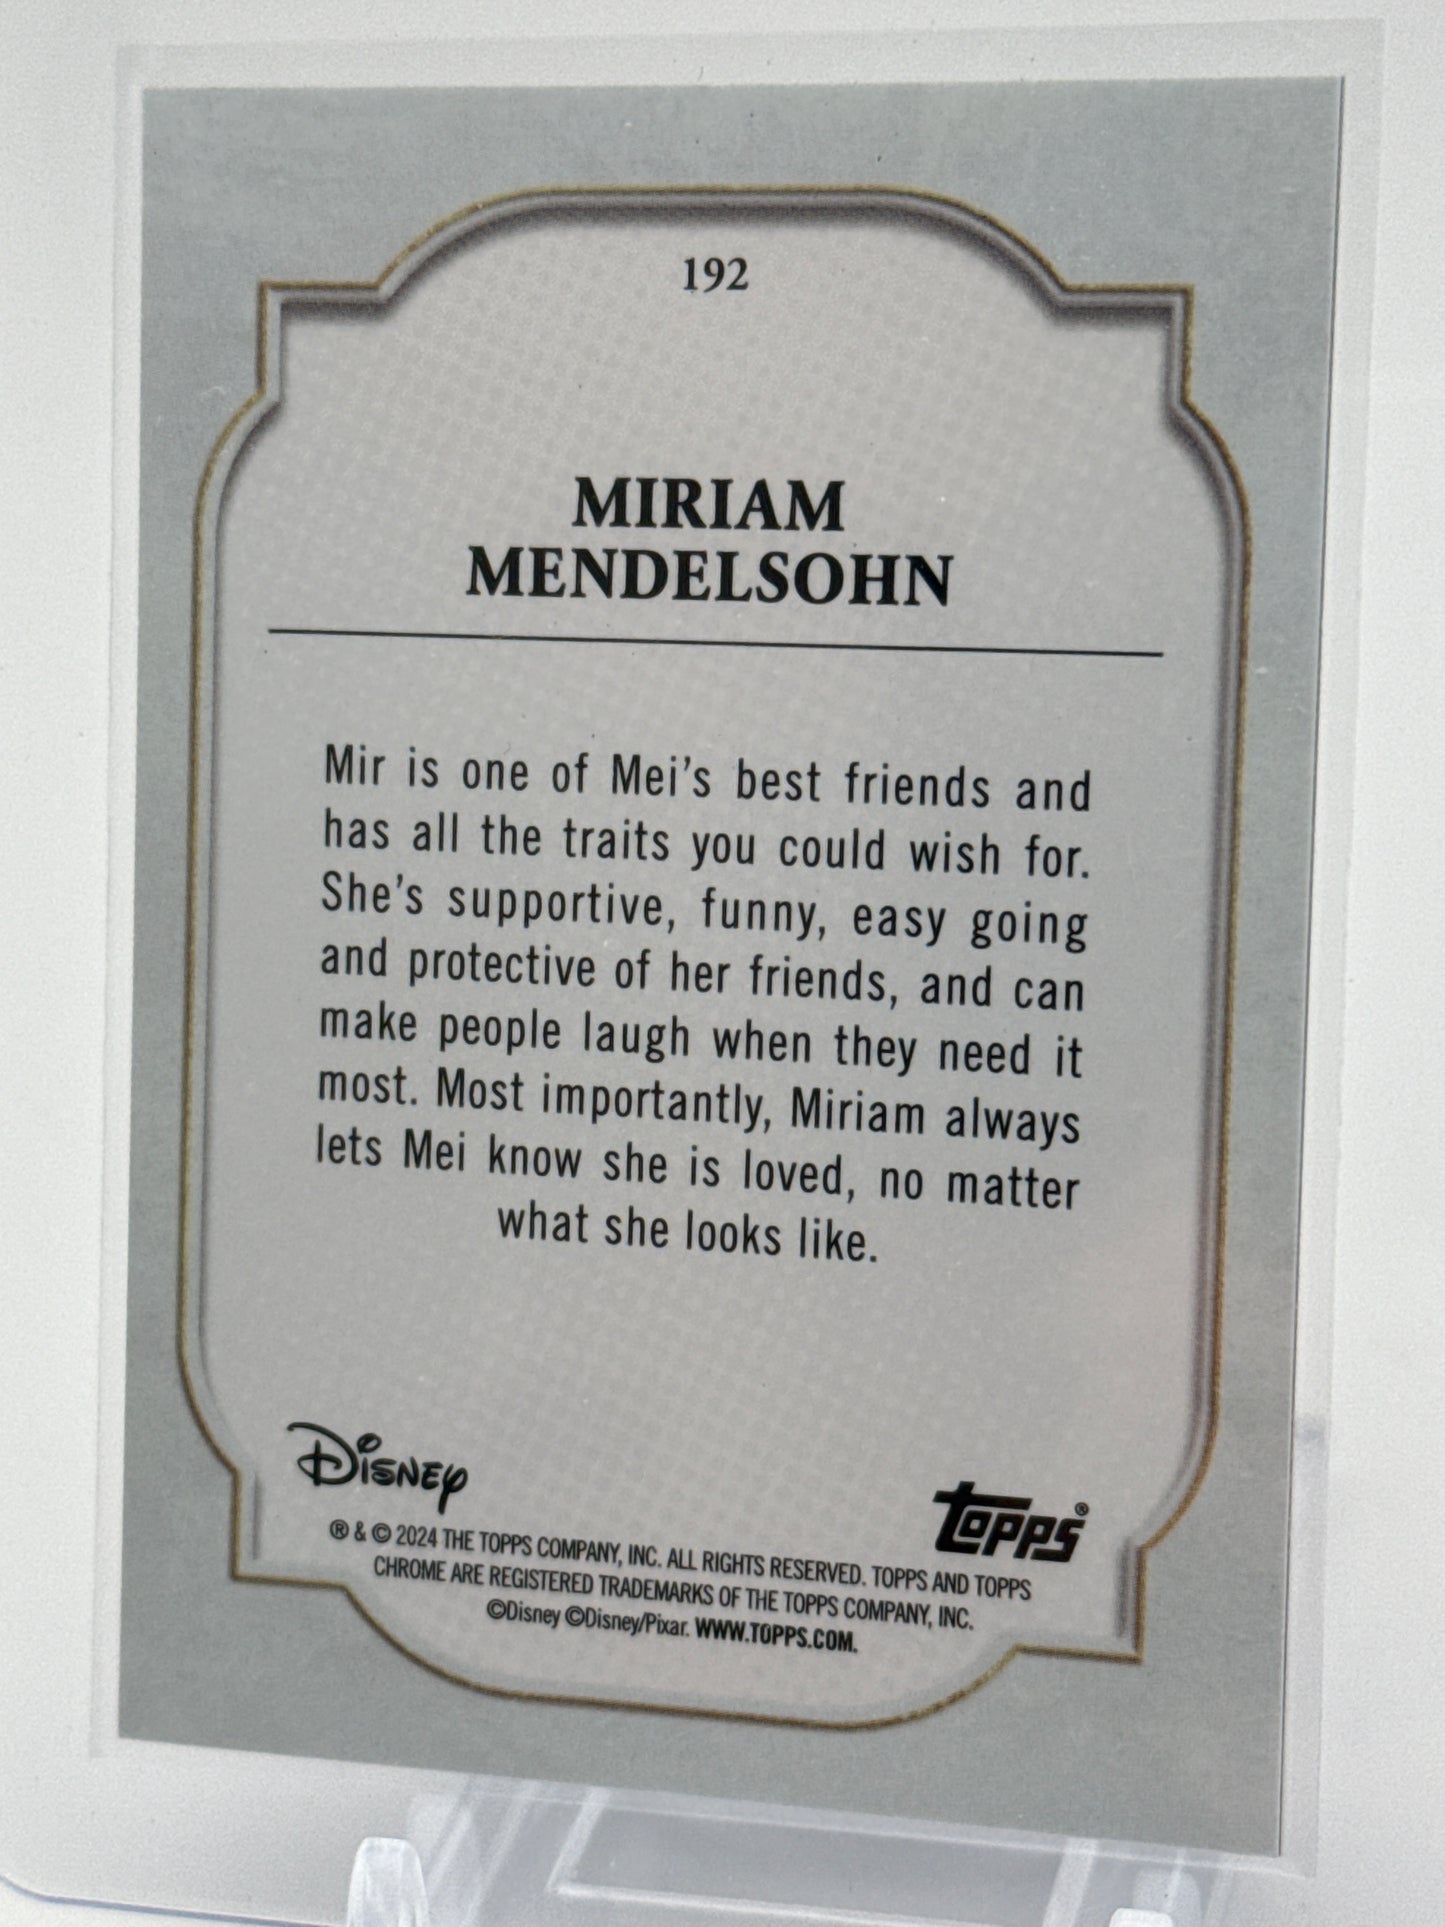 192
MIRIAM
MENDELSOHN
Mir is one of Mei's best friends and
has all the traits you could wish for.
She's supportive, funny, easy going
and protective of her friends, and can
make people laugh when they need it
most. Most importantly, Miriam always
lets Mei know she is loved, no matter
what she looks like.
Disney
topps®
® & © 2024 THE TOPPS COMPANY, INC. ALL RIGHTS RESERVED. TOPPS AND TOPPS
CHROME ARE REGISTERED TRADEMARKS OF THE TOPPS COMPANY, INC.
©Disney ©Disney/Pixar. WWW.TOPPS.COM.